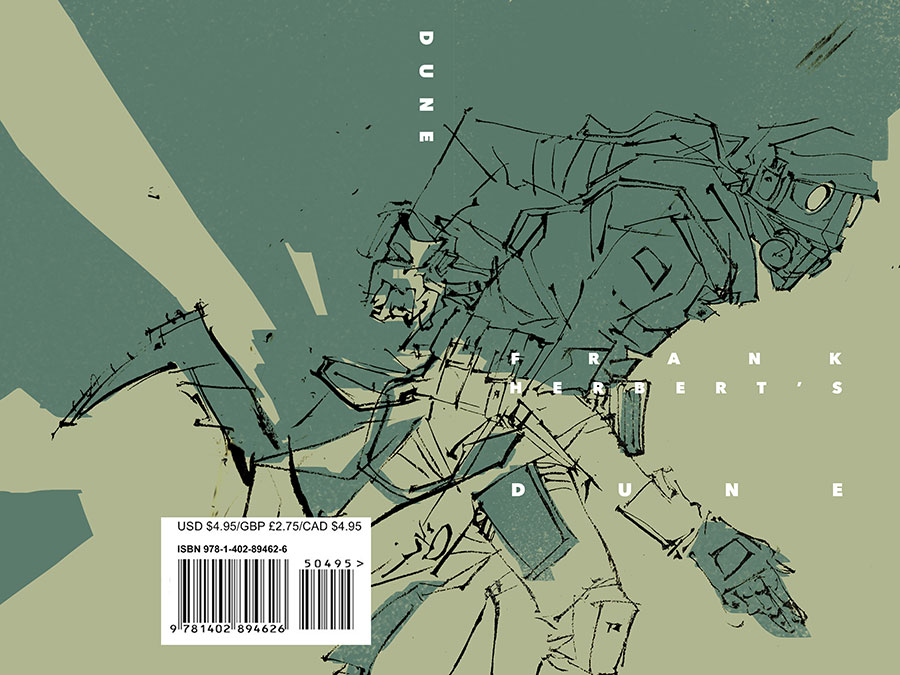 DUNE
FRANK
HERBERT'S
DUNE
USD $4.95/GBP £2.75/CAD $4.95
ISBN 978-1-402-89462-6
50495 >
9 781402 894626